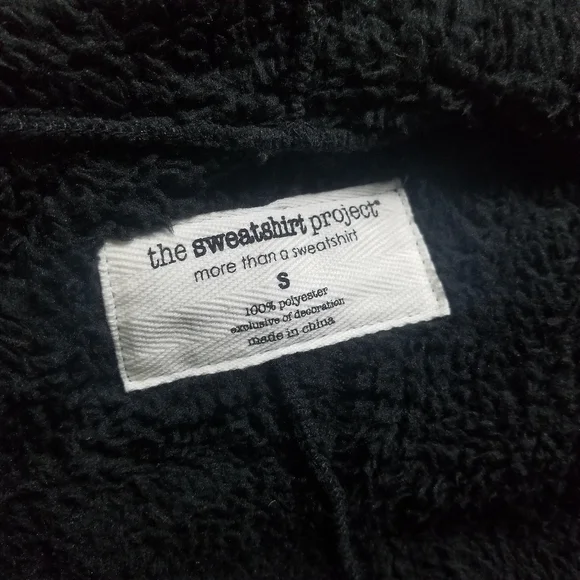 the sweatshirt project®
more than a sweatshirt
S
100% polyester
exclusive of decoration
made in china